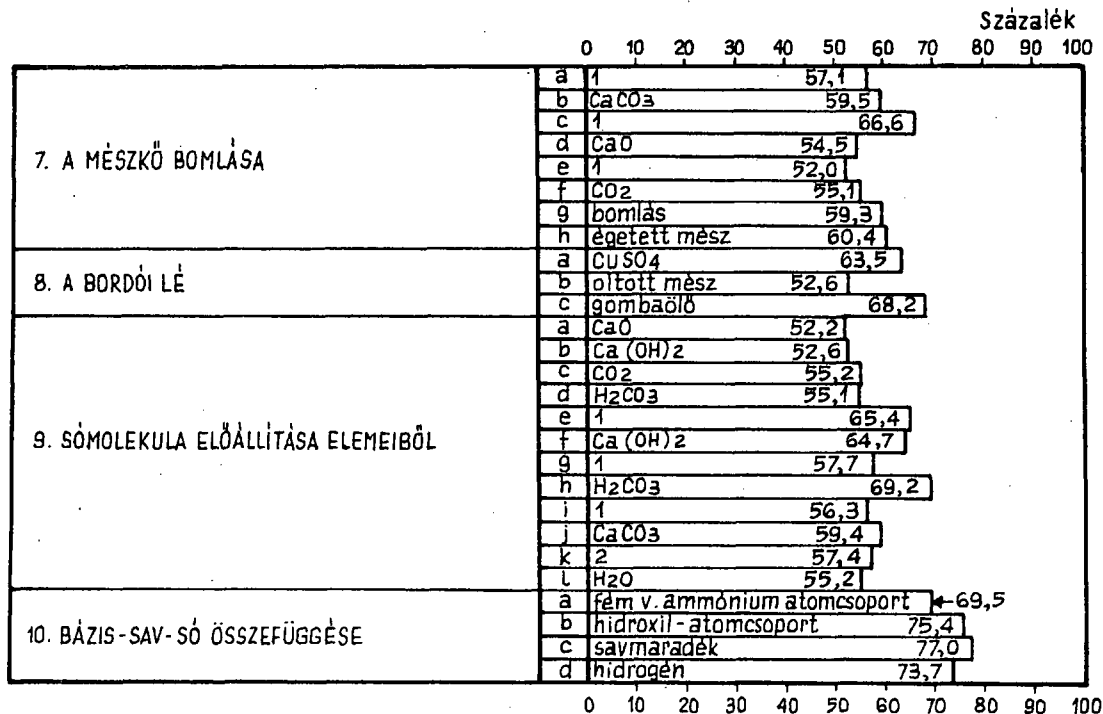 Százalék
0 10 20 30 40 50 60 70 80 90 100
7. A MÉSZKŐ BOMLÁSA
a 1 57,1
b CaCO3 59,5
c 1 66,6
d CaO 54,5
e 1 52,0
f CO2 55,1
g bomlás 59,3
h égetett mész 60,4
8. A BORDÓI LÉ
a CuSO4 63,5
b oltott mész 52,6
c gombaölő 68,2
9. SÓMOLEKULA ELŐÁLLÍTÁSA ELEMEIBŐL
a CaO 52,2
b Ca(OH)2 52,6
c CO2 55,2
d H2CO3 55,1
e 1 65,4
f Ca(OH)2 64,7
g 1 57,7
h H2CO3 69,2
i 1 56,3
j CaCO3 59,4
k 2 57,4
l H2O 55,2
10. BÁZIS-SAV-SÓ ÖSSZEFÜGGÉSE
a fém v. ammónium atomcsoport 69,5
b hidroxil-atomcsoport 75,4
c savmaradék 77,0
d hidrogén 73,7
0 10 20 30 40 50 60 70 80 90 100